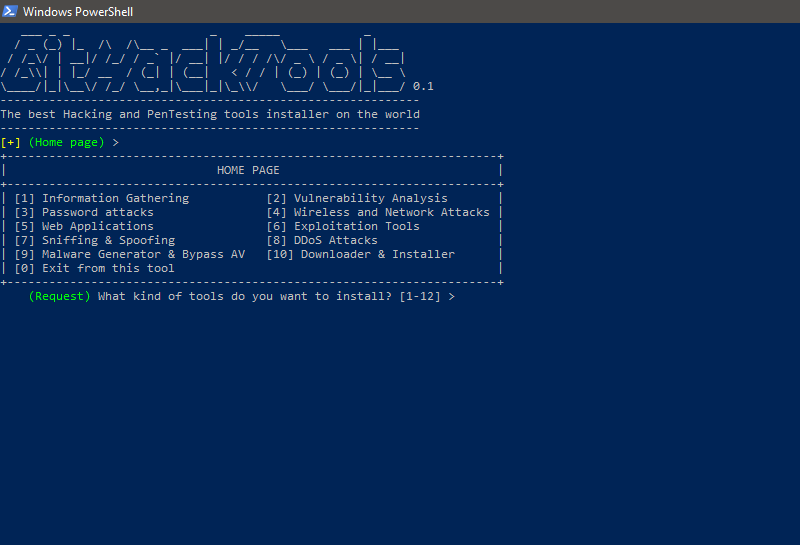 Windows PowerShell
GitHackTools 0.1
The best Hacking and PenTesting tools installer on the world
[+] (Home page) >
HOME PAGE
[1] Information Gathering [2] Vulnerability Analysis
[3] Password attacks [4] Wireless and Network Attacks
[5] Web Applications [6] Exploitation Tools
[7] Sniffing & Spoofing [8] DDoS Attacks
[9] Malware Generator & Bypass AV [10] Downloader & Installer
[0] Exit from this tool
(Request) What kind of tools do you want to install? [1-12] >